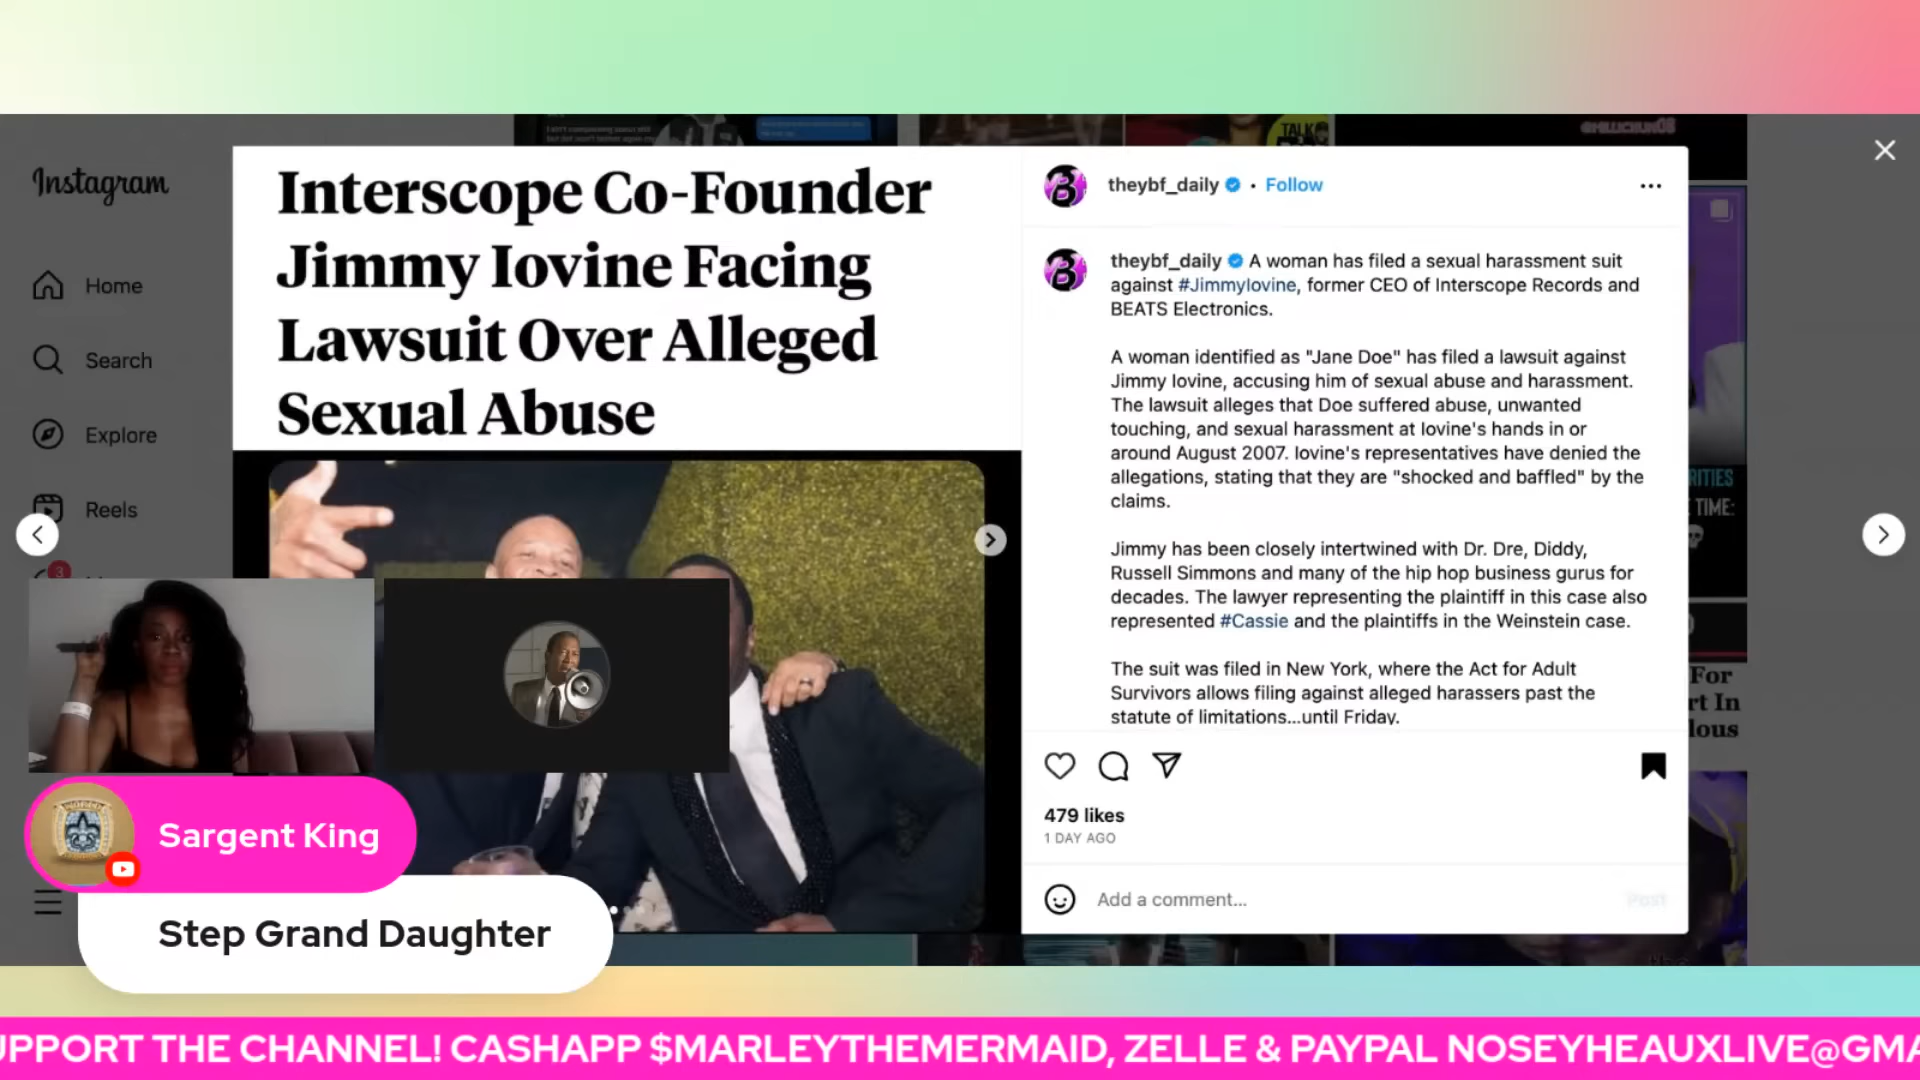 TALK
Instagram
Home
Search
Explore
Reels
3
Interscope Co-Founder
Jimmy Iovine Facing
Lawsuit Over Alleged
Sexual Abuse
theybf_daily • Follow
theybf_daily A woman has filed a sexual harassment suit
against #JimmyIovine, former CEO of Interscope Records and
BEATS Electronics.
A woman identified as "Jane Doe" has filed a lawsuit against
Jimmy Iovine, accusing him of sexual abuse and harassment.
The lawsuit alleges that Doe suffered abuse, unwanted
touching, and sexual harassment at Iovine's hands in or
around August 2007. Iovine's representatives have denied the
allegations, stating that they are "shocked and baffled" by the
claims.
Jimmy has been closely intertwined with Dr. Dre, Diddy,
Russell Simmons and many of the hip hop business gurus for
decades. The lawyer representing the plaintiff in this case also
represented #Cassie and the plaintiffs in the Weinstein case.
The suit was filed in New York, where the Act for Adult
Survivors allows filing against alleged harassers past the
statute of limitations...until Friday.
479 likes
1 DAY AGO
Add a comment...
Post
RITIES
TIME:
For
rt In
lous
Sargent King
Step Grand Daughter
UPPORT THE CHANNEL! CASHAPP $MARLEYTHEMERMAID, ZELLE & PAYPAL NOSEYHEAUXLIVE@GMA